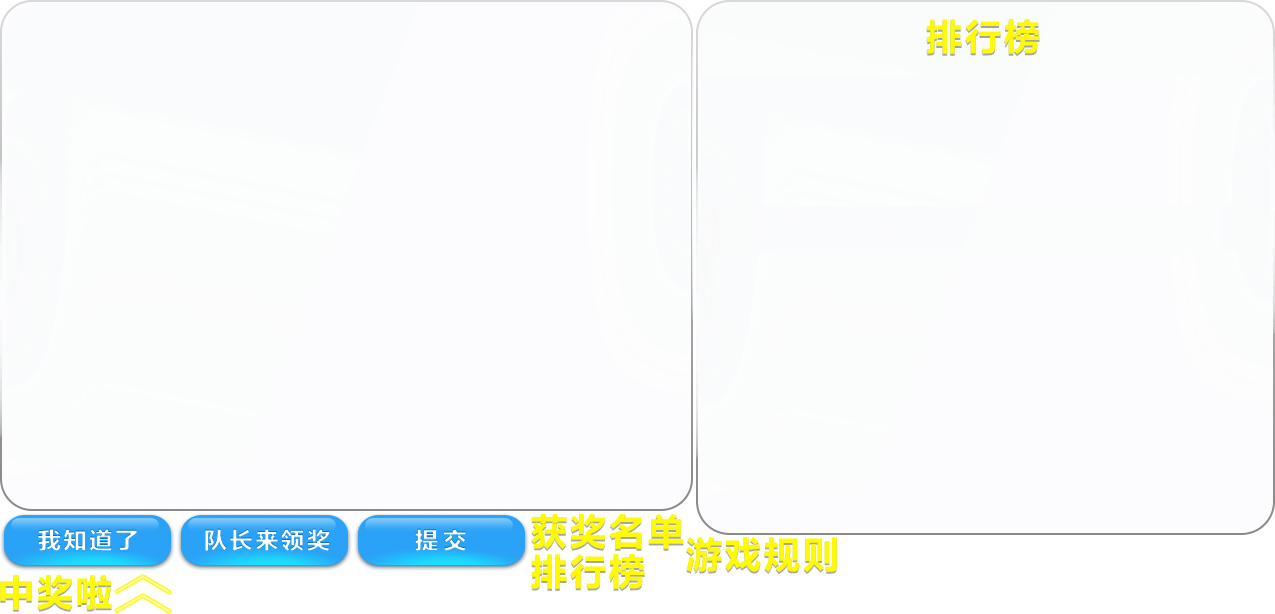 排行榜
我知道了
队长来领奖
提交
获奖名单
排行榜
游戏规则
中奖啦